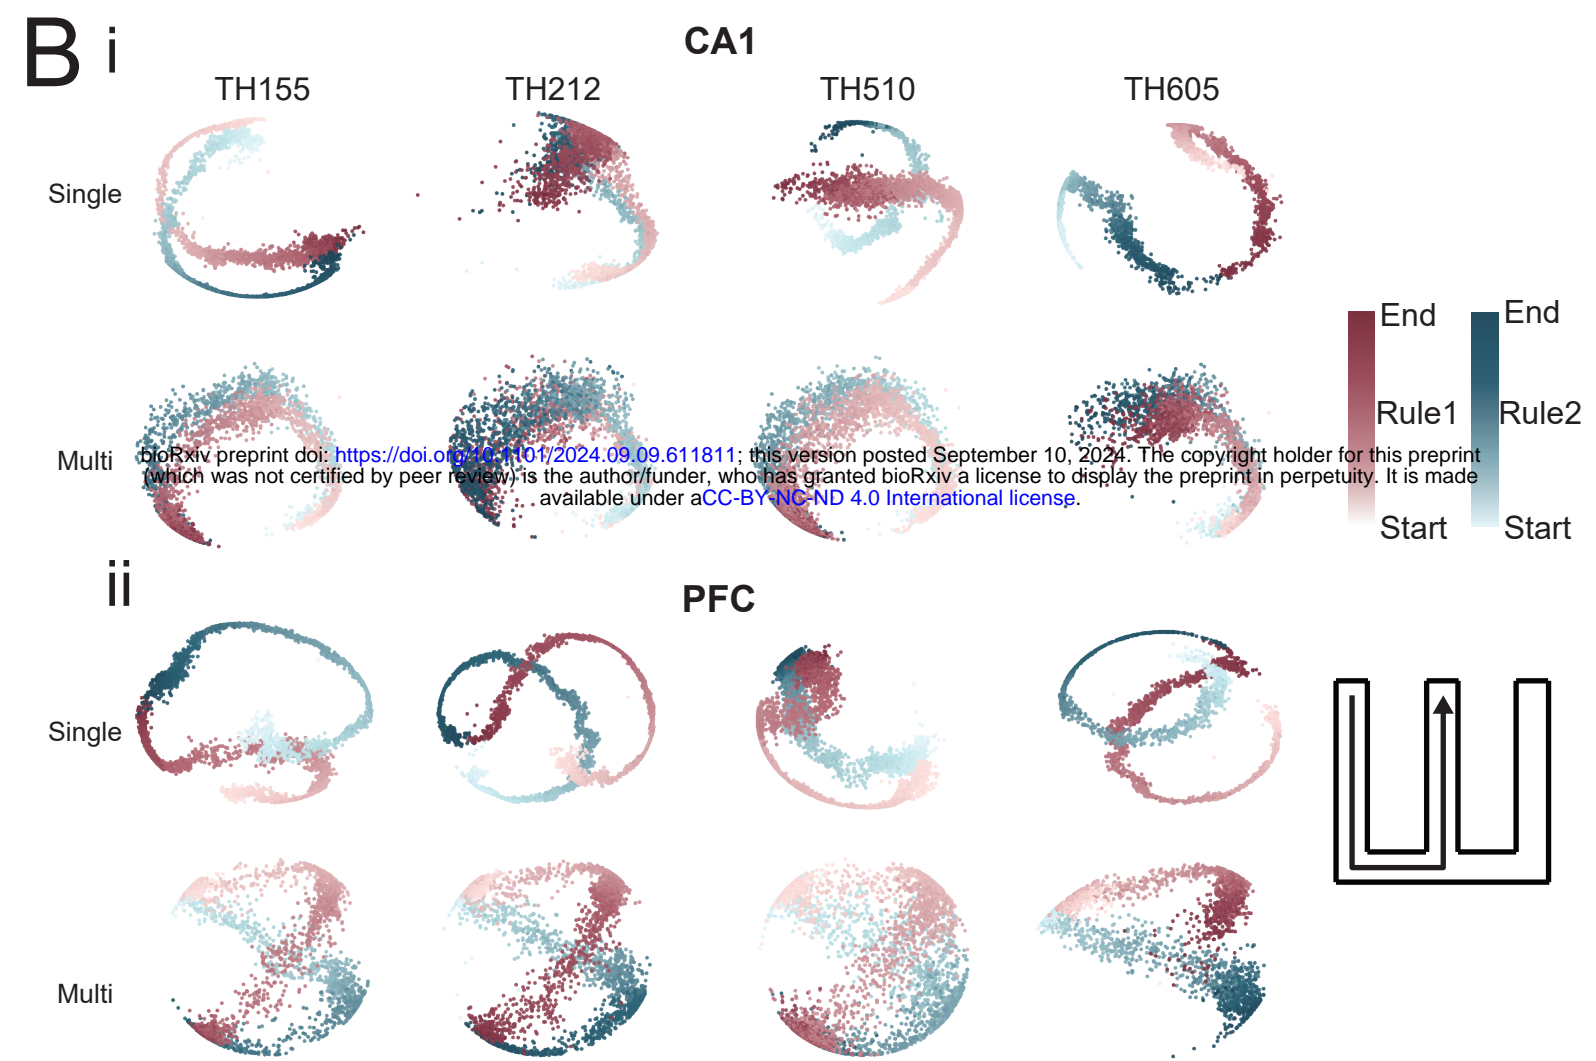 B i
CA1
TH155 TH212 TH510 TH605
Single
End End
Rule1 Rule2
Start Start
Multi
bioRxiv preprint doi: https://doi.org/10.1101/2024.09.09.611811; this version posted September 10, 2024. The copyright holder for this preprint
(which was not certified by peer review) is the author/funder, who has granted bioRxiv a license to display the preprint in perpetuity. It is made
available under aCC-BY-NC-ND 4.0 International license.
ii
PFC
Single
Multi